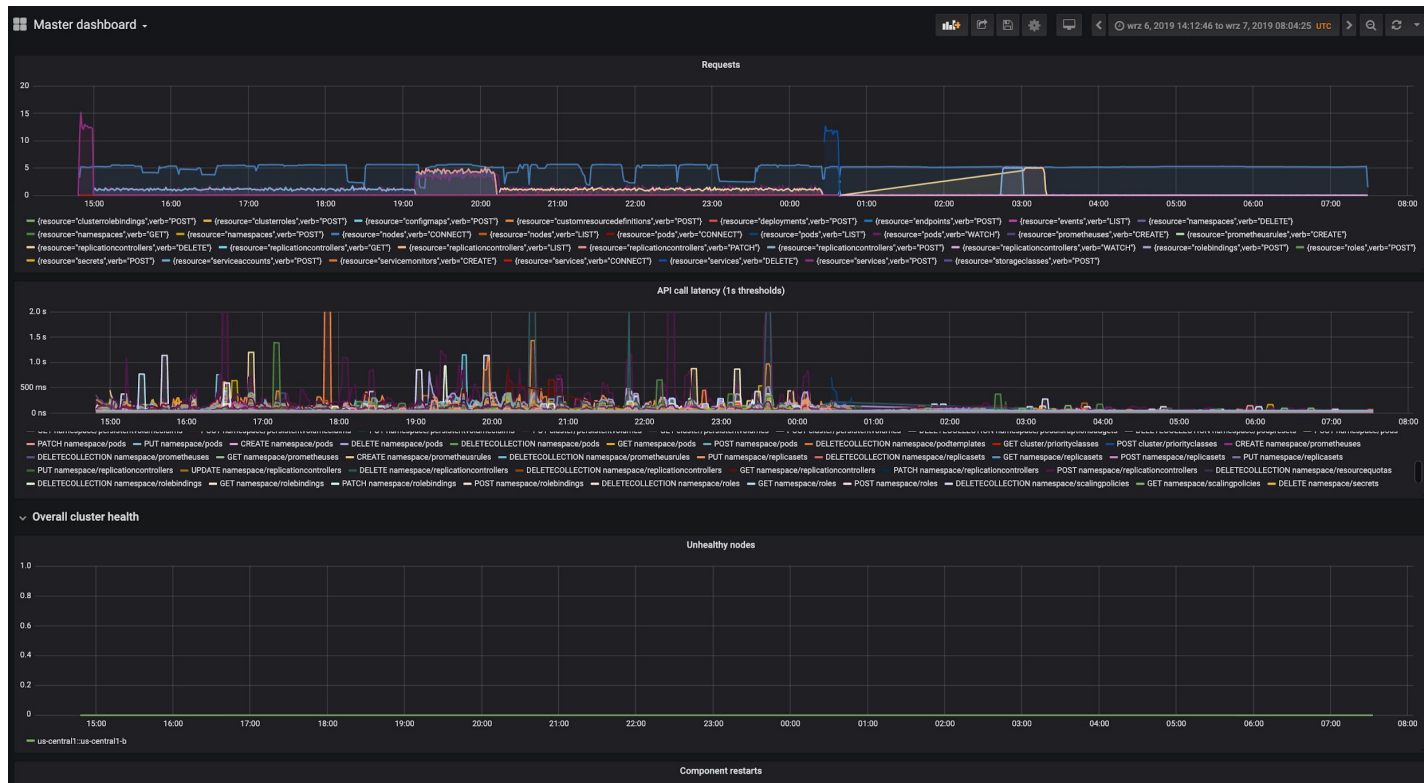 Master dashboard
wrz 6, 2019 14:12:46 to wrz 7, 2019 08:04:25 UTC
Requests
20
15
10
5
0
15:00 16:00 17:00 18:00 19:00 20:00 21:00 22:00 23:00 00:00 01:00 02:00 03:00 04:00 05:00 06:00 07:00 08:00
{resource="clusterrolebindings",verb="POST"} {resource="clusterroles",verb="POST"} {resource="configmaps",verb="POST"} {resource="customresourcedefinitions",verb="POST"} {resource="deployments",verb="POST"} {resource="endpoints",verb="POST"} {resource="events",verb="LIST"} {resource="namespaces",verb="DELETE"}
{resource="namespaces",verb="GET"} {resource="namespaces",verb="POST"} {resource="nodes",verb="CONNECT"} {resource="nodes",verb="LIST"} {resource="pods",verb="CONNECT"} {resource="pods",verb="LIST"} {resource="pods",verb="WATCH"} {resource="prometheuses",verb="CREATE"} {resource="prometheusrules",verb="CREATE"}
{resource="replicationcontrollers",verb="DELETE"} {resource="replicationcontrollers",verb="GET"} {resource="replicationcontrollers",verb="LIST"} {resource="replicationcontrollers",verb="PATCH"} {resource="replicationcontrollers",verb="POST"} {resource="replicationcontrollers",verb="WATCH"} {resource="rolebindings",verb="POST"} {resource="roles",verb="POST"}
{resource="secrets",verb="POST"} {resource="serviceaccounts",verb="POST"} {resource="servicemonitors",verb="CREATE"} {resource="services",verb="CONNECT"} {resource="services",verb="DELETE"} {resource="services",verb="POST"} {resource="storageclasses",verb="POST"}
API call latency (1s thresholds)
2.0 s
1.5 s
1.0 s
500 ms
0 ns
15:00 16:00 17:00 18:00 19:00 20:00 21:00 22:00 23:00 00:00 01:00 02:00 03:00 04:00 05:00 06:00 07:00 08:00
PATCH namespace/pods PUT namespace/pods CREATE namespace/pods DELETE namespace/pods DELETECOLLECTION namespace/pods GET namespace/pods POST namespace/pods DELETECOLLECTION namespace/podtemplates GET cluster/priorityclasses POST cluster/priorityclasses CREATE namespace/prometheuses
DELETECOLLECTION namespace/prometheuses GET namespace/prometheuses CREATE namespace/prometheusrules DELETECOLLECTION namespace/prometheusrules PUT namespace/replicasets DELETECOLLECTION namespace/replicasets GET namespace/replicasets POST namespace/replicasets PUT namespace/replicasets
PUT namespace/replicationcontrollers UPDATE namespace/replicationcontrollers DELETE namespace/replicationcontrollers DELETECOLLECTION namespace/replicationcontrollers GET namespace/replicationcontrollers PATCH namespace/replicationcontrollers POST namespace/replicationcontrollers DELETECOLLECTION namespace/resourcequotas
DELETECOLLECTION namespace/rolebindings GET namespace/rolebindings PATCH namespace/rolebindings POST namespace/rolebindings DELETECOLLECTION namespace/roles GET namespace/roles POST namespace/roles DELETECOLLECTION namespace/scalingpolicies GET namespace/scalingpolicies DELETE namespace/secrets
Overall cluster health
Unhealthy nodes
1.0
0.8
0.6
0.4
0.2
0
15:00 16:00 17:00 18:00 19:00 20:00 21:00 22:00 23:00 00:00 01:00 02:00 03:00 04:00 05:00 06:00 07:00 08:00
us-central1::us-central1-b
Component restarts